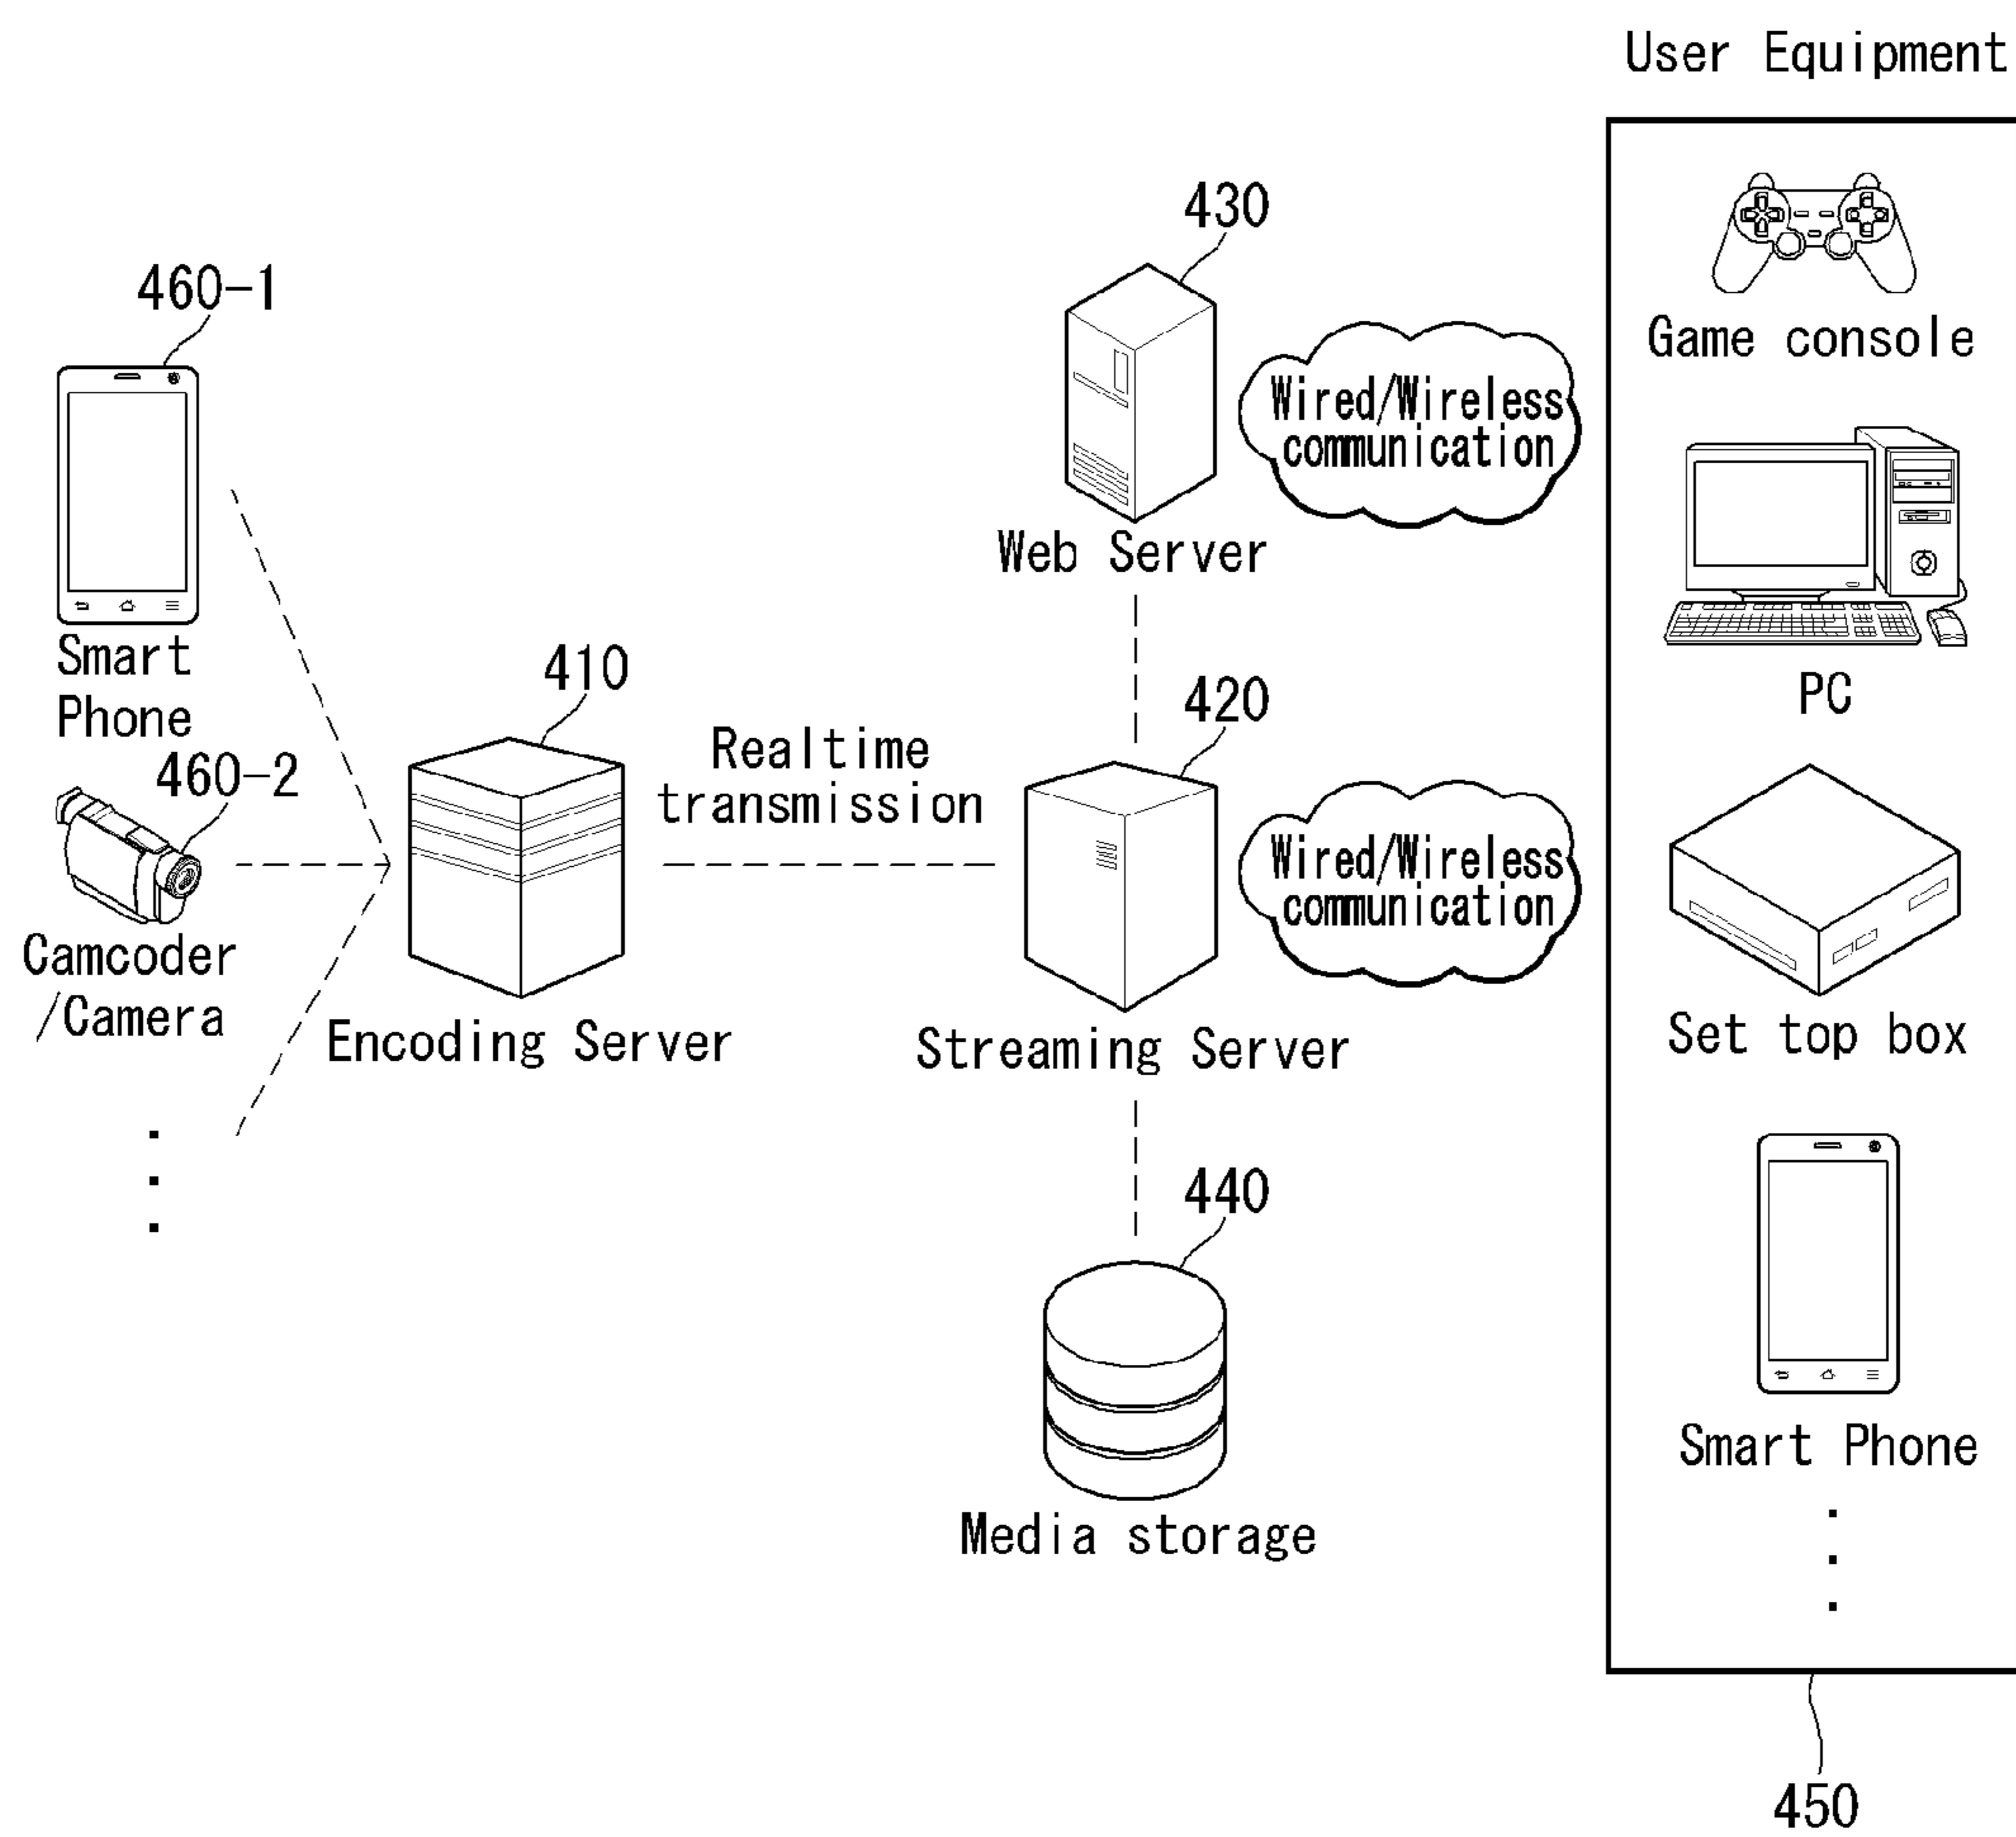 User Equipment
430
460-1
Game console
Wired/Wireless
communication
Web Server
Smart
Phone
410
420
PC
460-2
Realtime
transmission
Wired/Wireless
communication
Camcoder
/Camera
Encoding Server
Streaming Server
Set top box
440
Smart Phone
Media storage
450